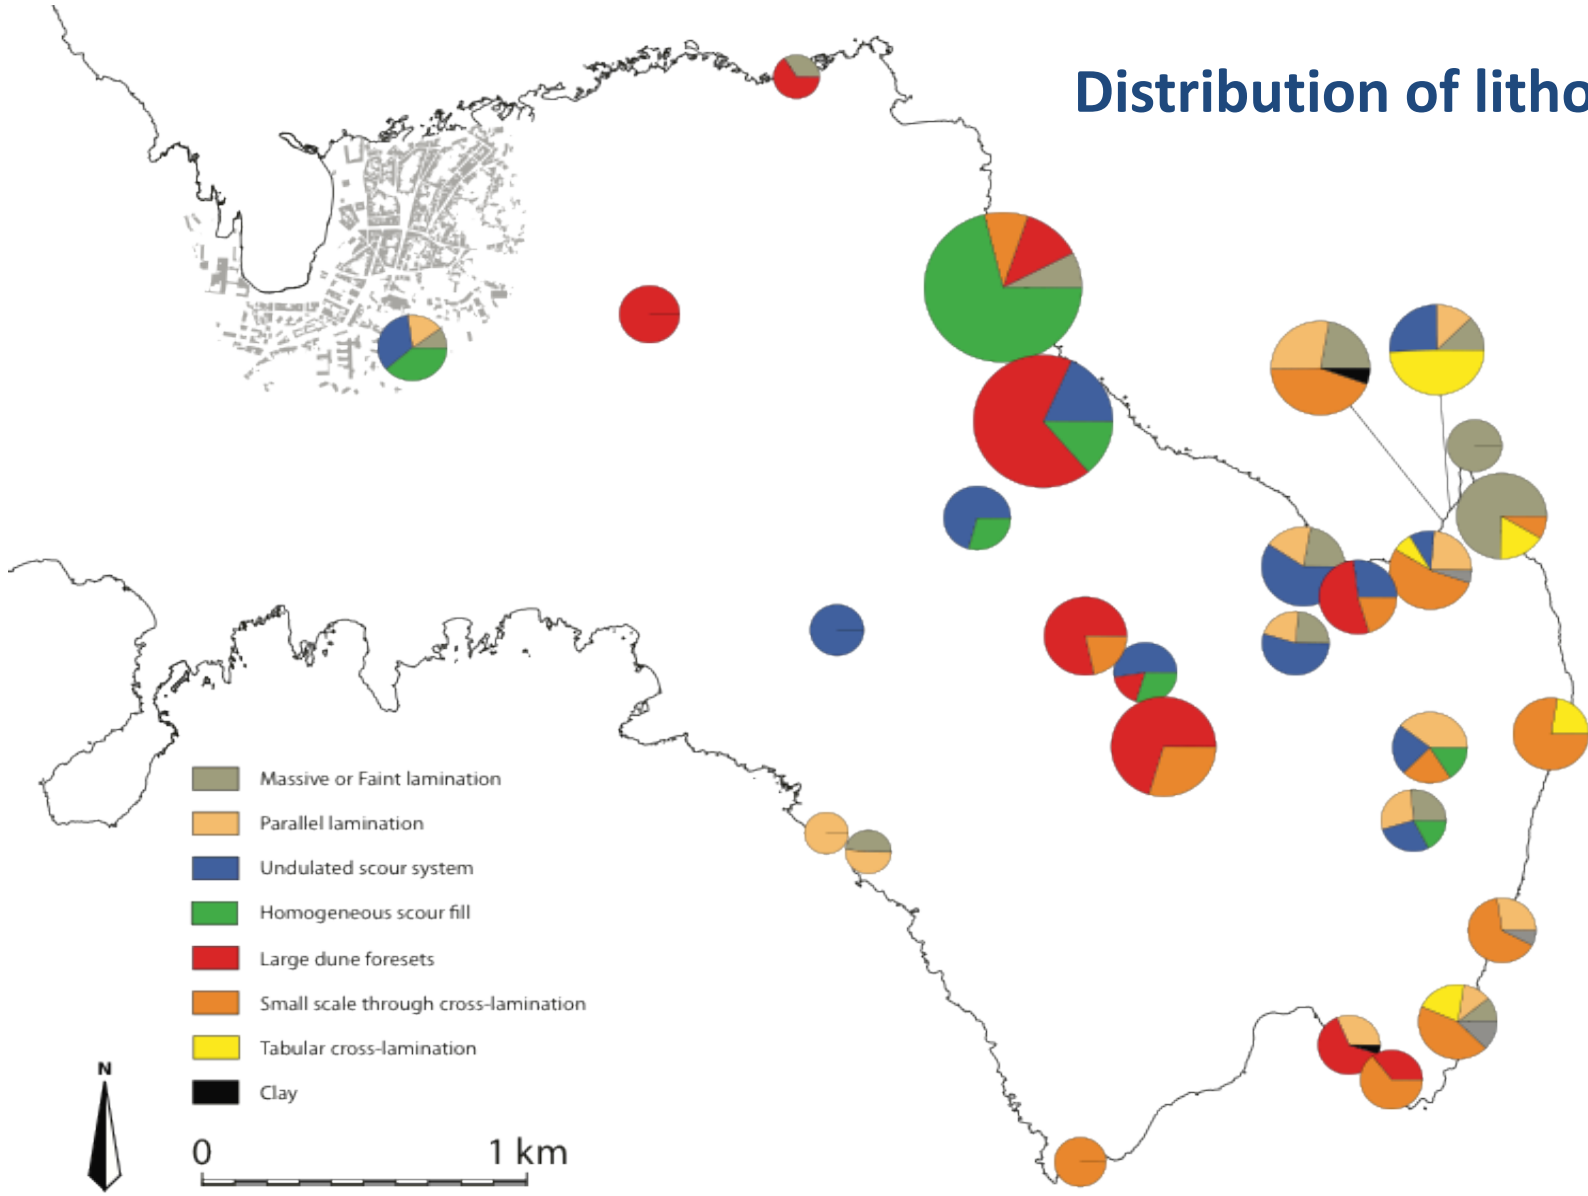 Distribution of litho
Massive or Faint lamination
Parallel lamination
Undulated scour system
Homogeneous scour fill
Large dune foresets
Small scale through cross-lamination
Tabular cross-lamination
Clay
N
0 1 km